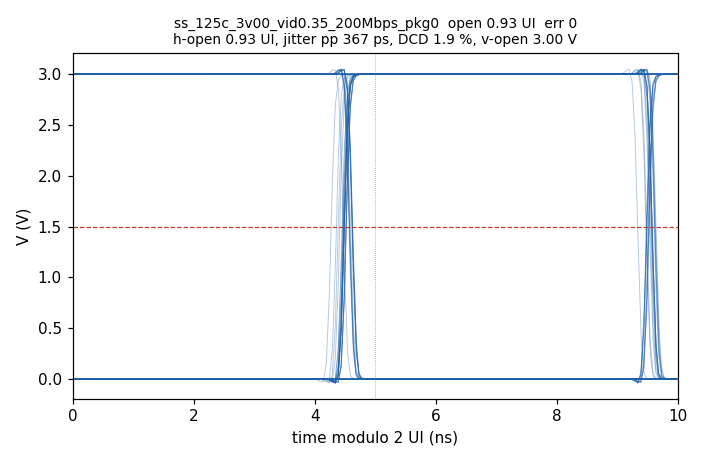 ss_125c_3v00_vid0.35_200Mbps_pkg0  open 0.93 UI  err 0
h-open 0.93 UI, jitter pp 367 ps, DCD 1.9 %, v-open 3.00 V
3.0
2.5
2.0
1.5
1.0
0.5
0.0
V (V)
0 2 4 6 8 10
time modulo 2 UI (ns)